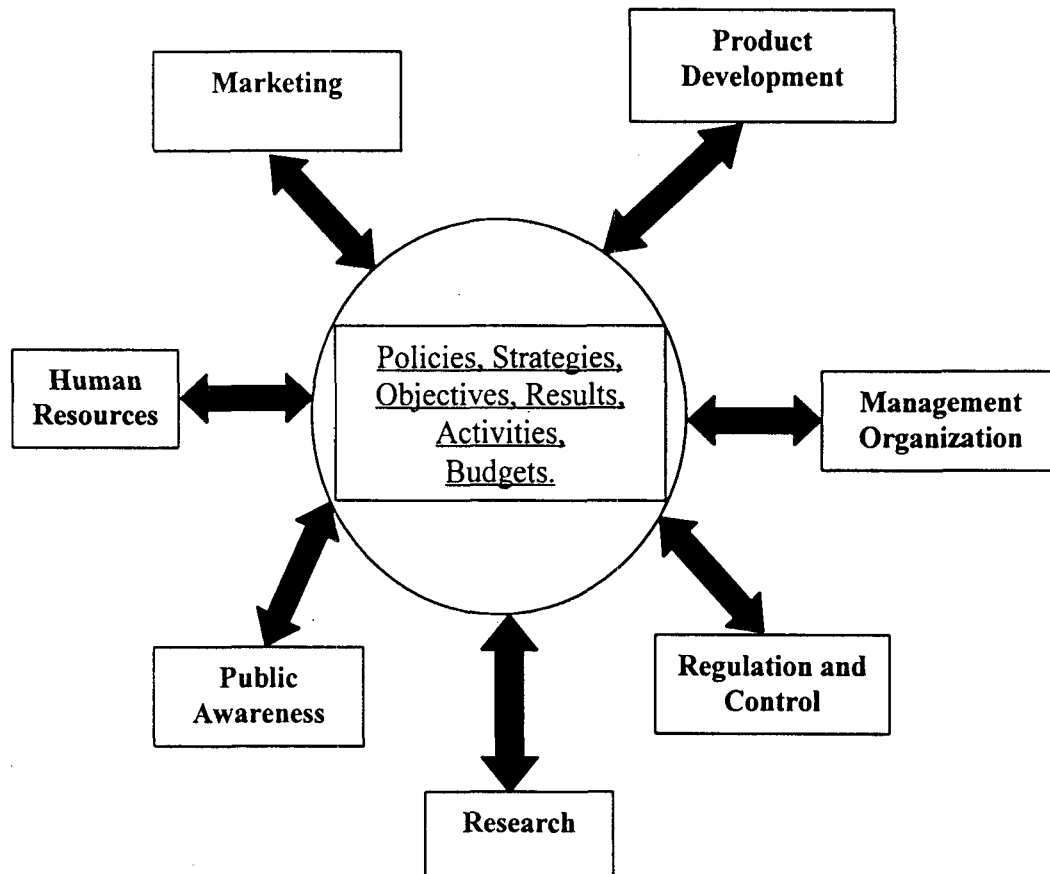 Product
Development
Marketing
Policies, Strategies,
Objectives, Results,
Activities,
Budgets.
Human
Resources
Management
Organization
Public
Awareness
Regulation and
Control
Research